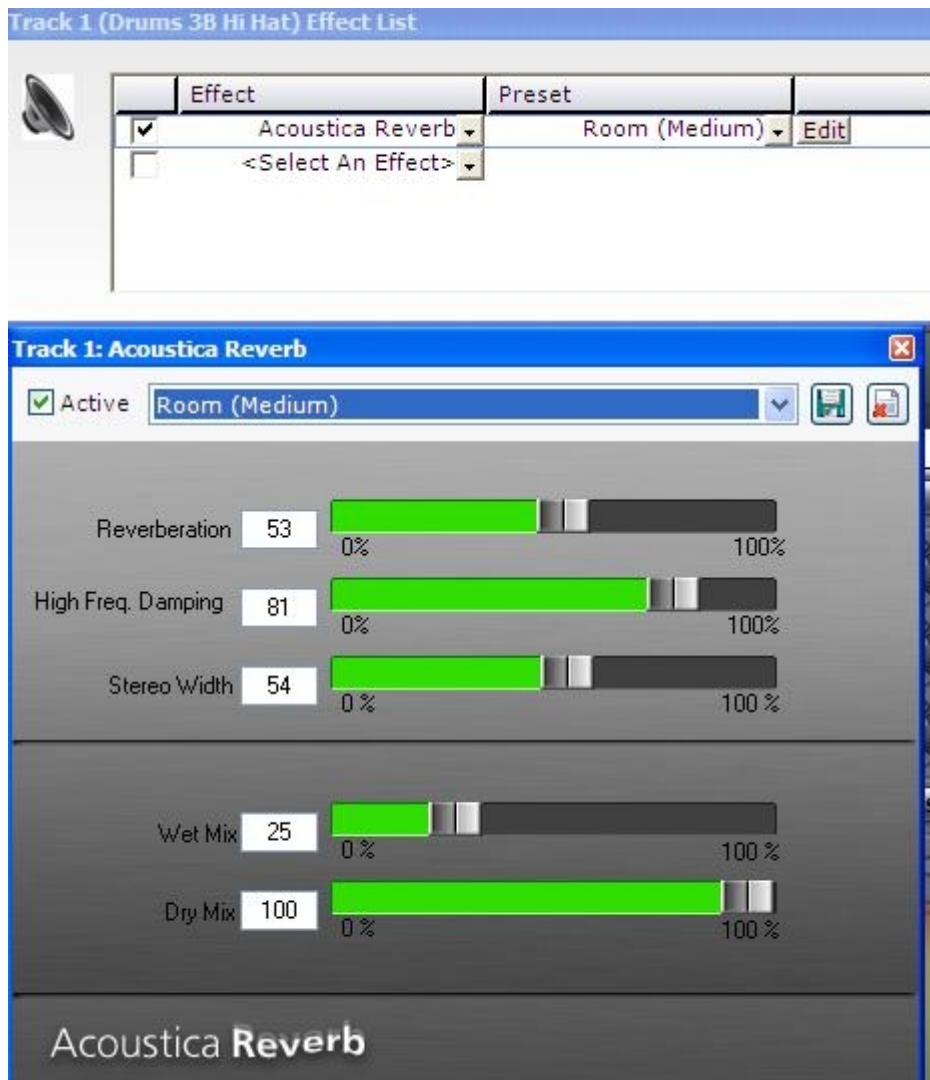 Track 1 (Drums 3B Hi Hat) Effect List
Effect Preset
Acoustica Reverb Room (Medium) Edit
<Select An Effect>
Track 1: Acoustica Reverb
Active Room (Medium)
Reverberation 53
0% 100%
High Freq. Damping 81
0% 100%
Stereo Width 54
0 % 100 %
Wet Mix 25
0 % 100 %
Dry Mix 100
0 % 100 %
Acoustica Reverb